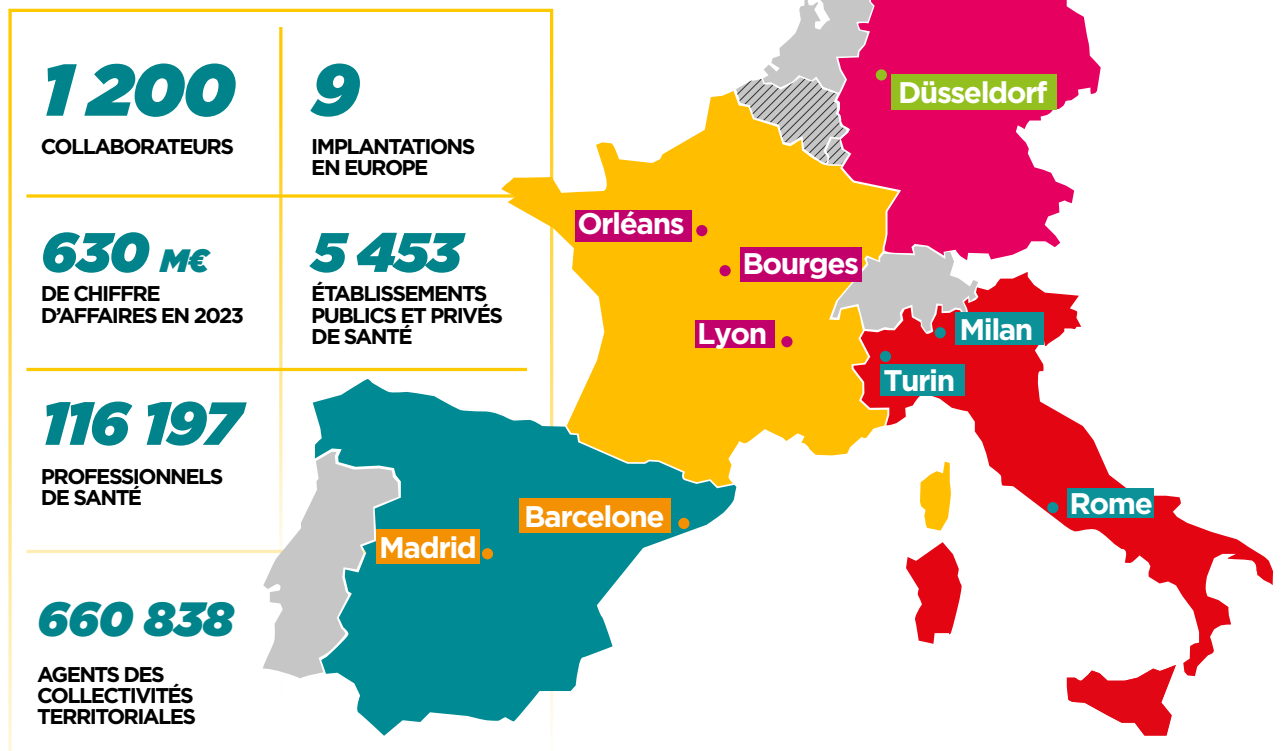 1 200
COLLABORATEURS
9
IMPLANTATIONS
EN EUROPE
630 M€
DE CHIFFRE
D'AFFAIRES EN 2023
5 453
ÉTABLISSEMENTS
PUBLICS ET PRIVÉS
DE SANTÉ
116 197
PROFESSIONNELS
DE SANTÉ
660 838
AGENTS DES
COLLECTIVITÉS
TERRITORIALES
Düsseldorf
Orléans
Bourges
Lyon
Milan
Turin
Rome
Barcelone
Madrid